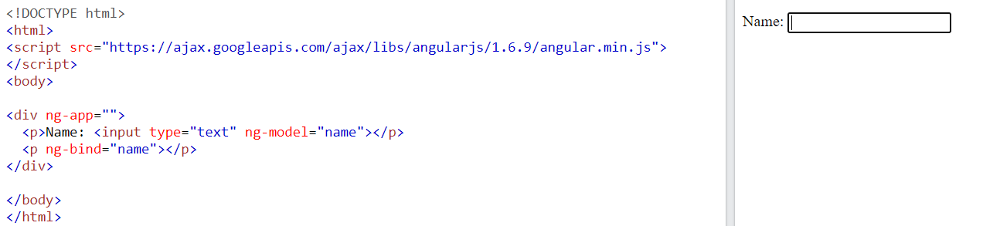 <!DOCTYPE html>
<html>
<script src="https://ajax.googleapis.com/ajax/libs/angularjs/1.6.9/angular.min.js">
</script>
<body>
<div ng-app="">
<p>Name: <input type="text" ng-model="name"></p>
<p ng-bind="name"></p>
</div>
</body>
</html>
Name: